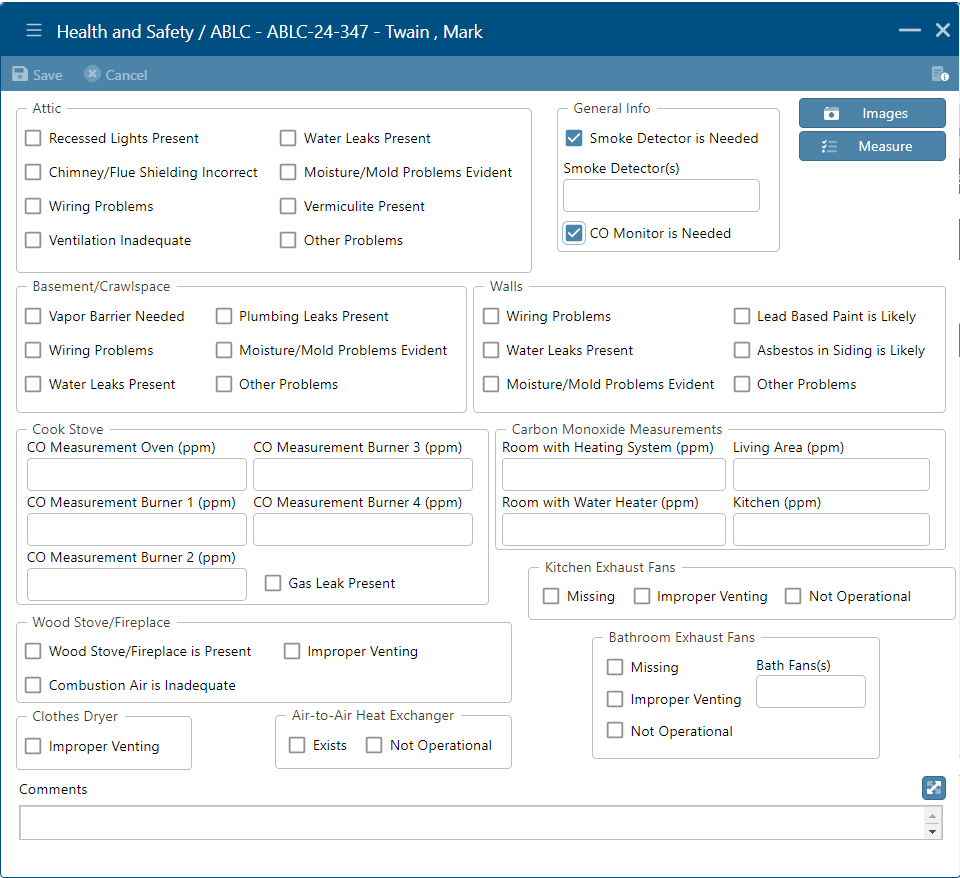 Health and Safety / ABLC - ABLC-24-347 - Twain , Mark
Save Cancel
Attic
Recessed Lights Present
Water Leaks Present
Chimney/Flue Shielding Incorrect
Moisture/Mold Problems Evident
Wiring Problems
Vermiculite Present
Ventilation Inadequate
Other Problems
General Info
Smoke Detector is Needed
Smoke Detector(s)
CO Monitor is Needed
Images
Measure
Basement/Crawlspace
Vapor Barrier Needed
Plumbing Leaks Present
Wiring Problems
Moisture/Mold Problems Evident
Water Leaks Present
Other Problems
Walls
Wiring Problems
Lead Based Paint is Likely
Water Leaks Present
Asbestos in Siding is Likely
Moisture/Mold Problems Evident
Other Problems
Cook Stove
CO Measurement Oven (ppm)
CO Measurement Burner 3 (ppm)
CO Measurement Burner 1 (ppm)
CO Measurement Burner 4 (ppm)
CO Measurement Burner 2 (ppm)
Gas Leak Present
Carbon Monoxide Measurements
Room with Heating System (ppm)
Living Area (ppm)
Room with Water Heater (ppm)
Kitchen (ppm)
Kitchen Exhaust Fans
Missing
Improper Venting
Not Operational
Wood Stove/Fireplace
Wood Stove/Fireplace is Present
Improper Venting
Combustion Air is Inadequate
Bathroom Exhaust Fans
Missing
Bath Fans(s)
Improper Venting
Not Operational
Clothes Dryer
Improper Venting
Air-to-Air Heat Exchanger
Exists
Not Operational
Comments